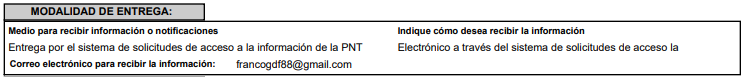 MODALIDAD DE ENTREGA:
Medio para recibir información o notificaciones
Indique cómo desea recibir la información
Entrega por el sistema de solicitudes de acceso a la información de la PNT
Electrónico a través del sistema de solicitudes de acceso la
Correo electrónico para recibir la información: francogdf88@gmail.com